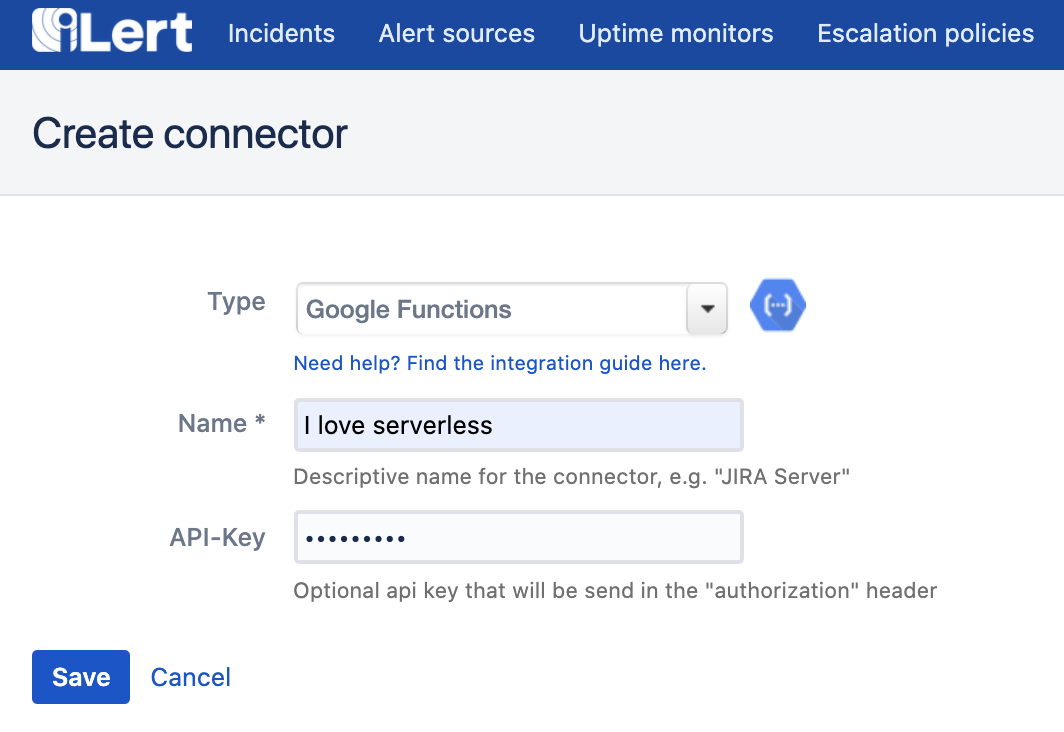 iLert Incidents Alert sources Uptime monitors Escalation policies
Create connector
Type Google Functions
Need help? Find the integration guide here.
Name * I love serverless
Descriptive name for the connector, e.g. "JIRA Server"
API-Key •••••••••
Optional api key that will be send in the "authorization" header
Save Cancel